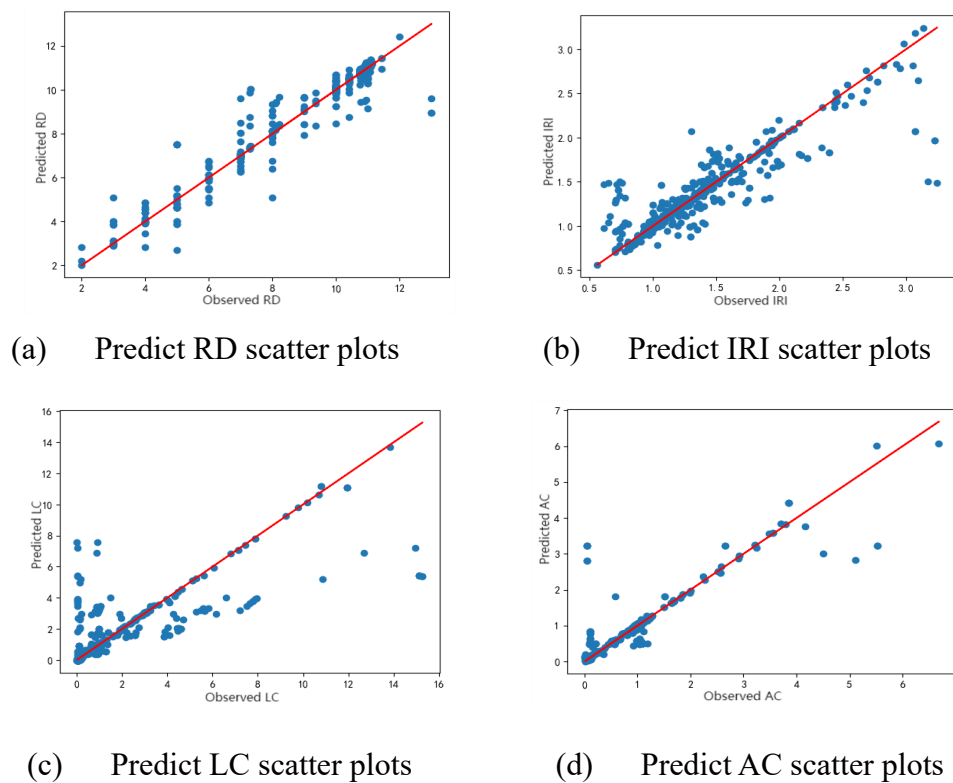 12
10
8
6
4
2
Predicted RD
2 4 6 8 10 12
Observed RD
(a) Predict RD scatter plots
3.0
2.5
2.0
1.5
1.0
0.5
Predicted IRI
0.5 1.0 1.5 2.0 2.5 3.0
Observed IRI
(b) Predict IRI scatter plots
16
14
12
10
8
6
4
2
0
Predicted LC
0 2 4 6 8 10 12 14 16
Observed LC
(c) Predict LC scatter plots
7
6
5
4
3
2
1
0
Predicted AC
0 1 2 3 4 5 6
Observed AC
(d) Predict AC scatter plots